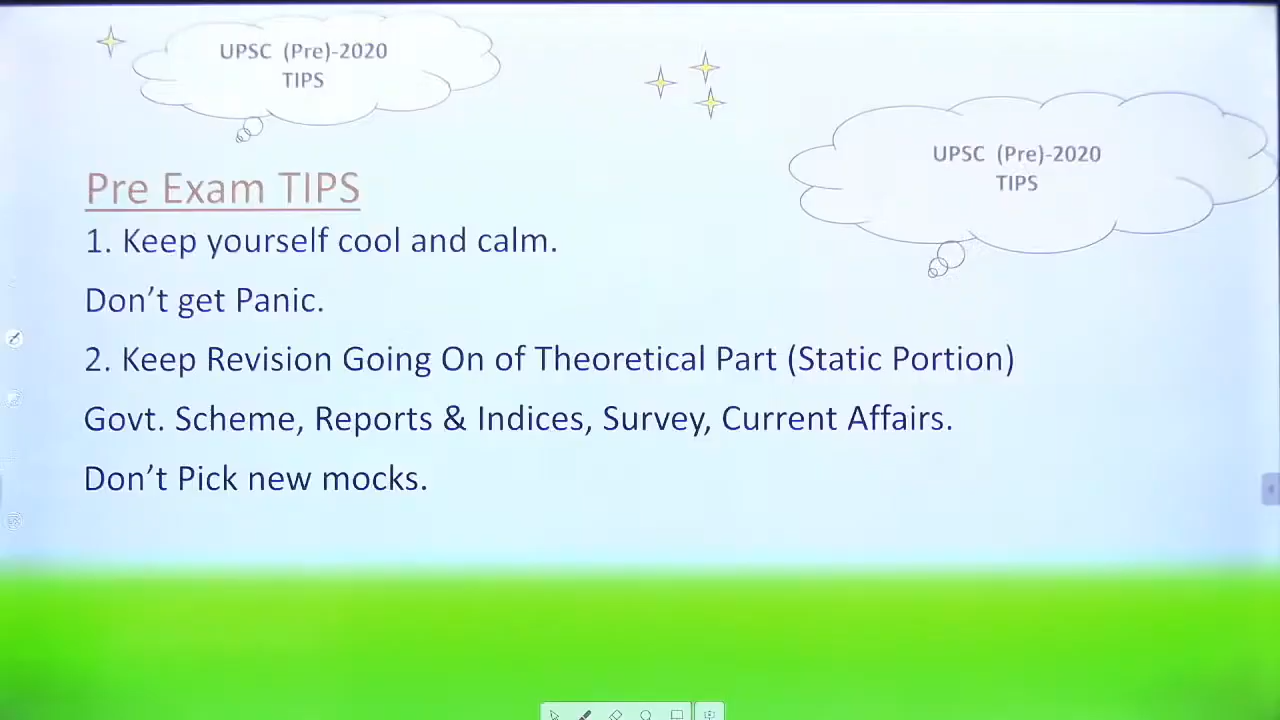 UPSC (Pre)-2020
TIPS
UPSC (Pre)-2020
TIPS
Pre Exam TIPS
1. Keep yourself cool and calm.
Don’t get Panic.
2. Keep Revision Going On of Theoretical Part (Static Portion)
Govt. Scheme, Reports & Indices, Survey, Current Affairs.
Don’t Pick new mocks.